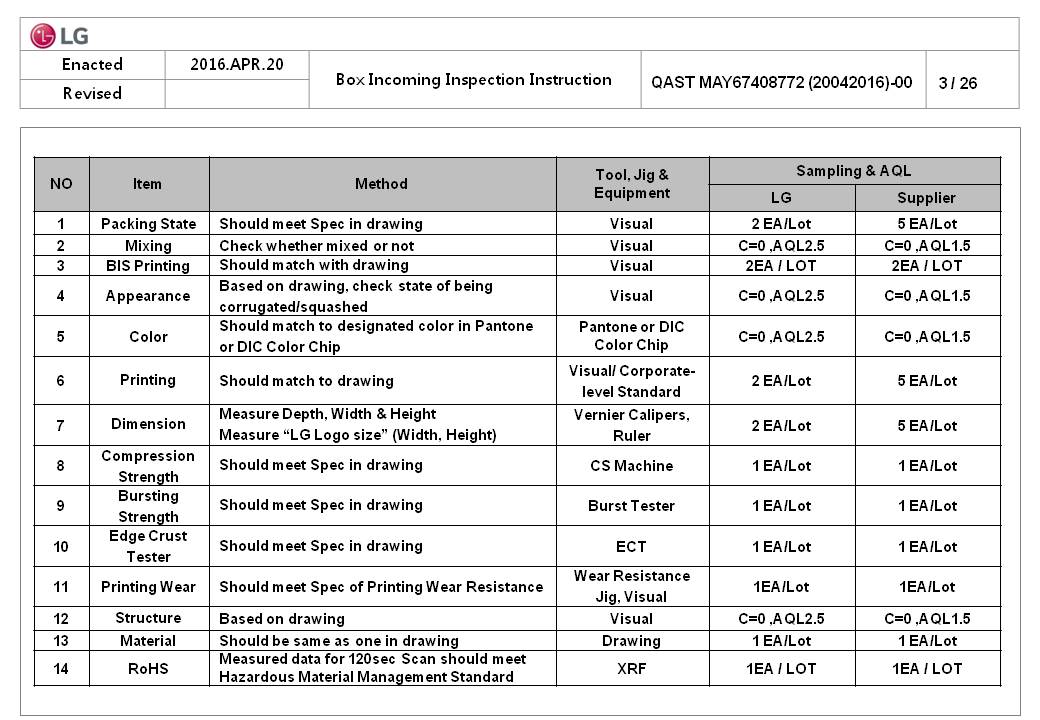 LG
Enacted 2016.APR.20 Box Incoming Inspection Instruction QAST MAY67408772 (20042016)-00 3 / 26
Revised
NO Item Method Tool, Jig & Equipment Sampling & AQL
LG Supplier
1 Packing State Should meet Spec in drawing Visual 2 EA/Lot 5 EA/Lot
2 Mixing Check whether mixed or not Visual C=0 ,AQL2.5 C=0 ,AQL1.5
3 BIS Printing Should match with drawing Visual 2EA / LOT 2EA / LOT
4 Appearance Based on drawing, check state of being corrugated/squashed Visual C=0 ,AQL2.5 C=0 ,AQL1.5
5 Color Should match to designated color in Pantone or DIC Color Chip Pantone or DIC Color Chip C=0 ,AQL2.5 C=0 ,AQL1.5
6 Printing Should match to drawing Visual/ Corporate-level Standard 2 EA/Lot 5 EA/Lot
7 Dimension Measure Depth, Width & Height Measure “LG Logo size” (Width, Height) Vernier Calipers, Ruler 2 EA/Lot 5 EA/Lot
8 Compression Strength Should meet Spec in drawing CS Machine 1 EA/Lot 1 EA/Lot
9 Bursting Strength Should meet Spec in drawing Burst Tester 1 EA/Lot 1 EA/Lot
10 Edge Crust Tester Should meet Spec in drawing ECT 1 EA/Lot 1 EA/Lot
11 Printing Wear Should meet Spec of Printing Wear Resistance Wear Resistance Jig, Visual 1EA/Lot 1EA/Lot
12 Structure Based on drawing Visual C=0 ,AQL2.5 C=0 ,AQL1.5
13 Material Should be same as one in drawing Drawing 1 EA/Lot 1 EA/Lot
14 RoHS Measured data for 120sec Scan should meet Hazardous Material Management Standard XRF 1EA / LOT 1EA / LOT